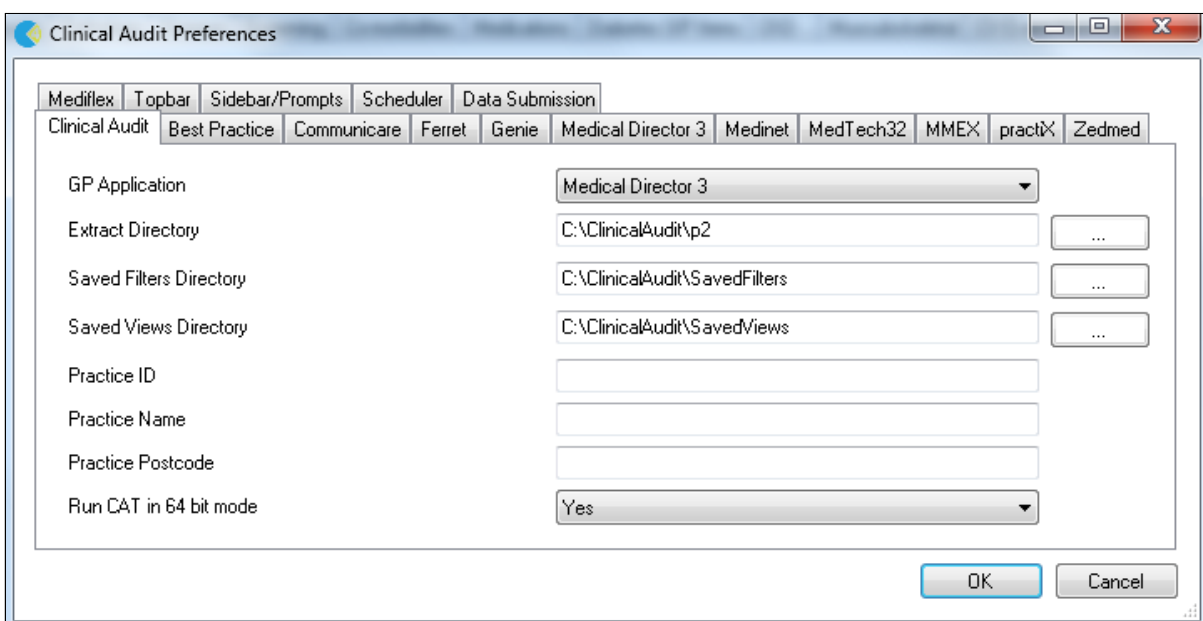 Clinical Audit Preferences
Mediflex Topbar Sidebar/Prompts Scheduler Data Submission
Clinical Audit Best Practice Communicare Ferret Genie Medical Director 3 Medinet MedTech32 MMEX practiX Zedmed
GP Application Medical Director 3
Extract Directory C:\ClinicalAudit\p2 ...
Saved Filters Directory C:\ClinicalAudit\SavedFilters ...
Saved Views Directory C:\ClinicalAudit\SavedViews ...
Practice ID
Practice Name
Practice Postcode
Run CAT in 64 bit mode Yes
OK Cancel